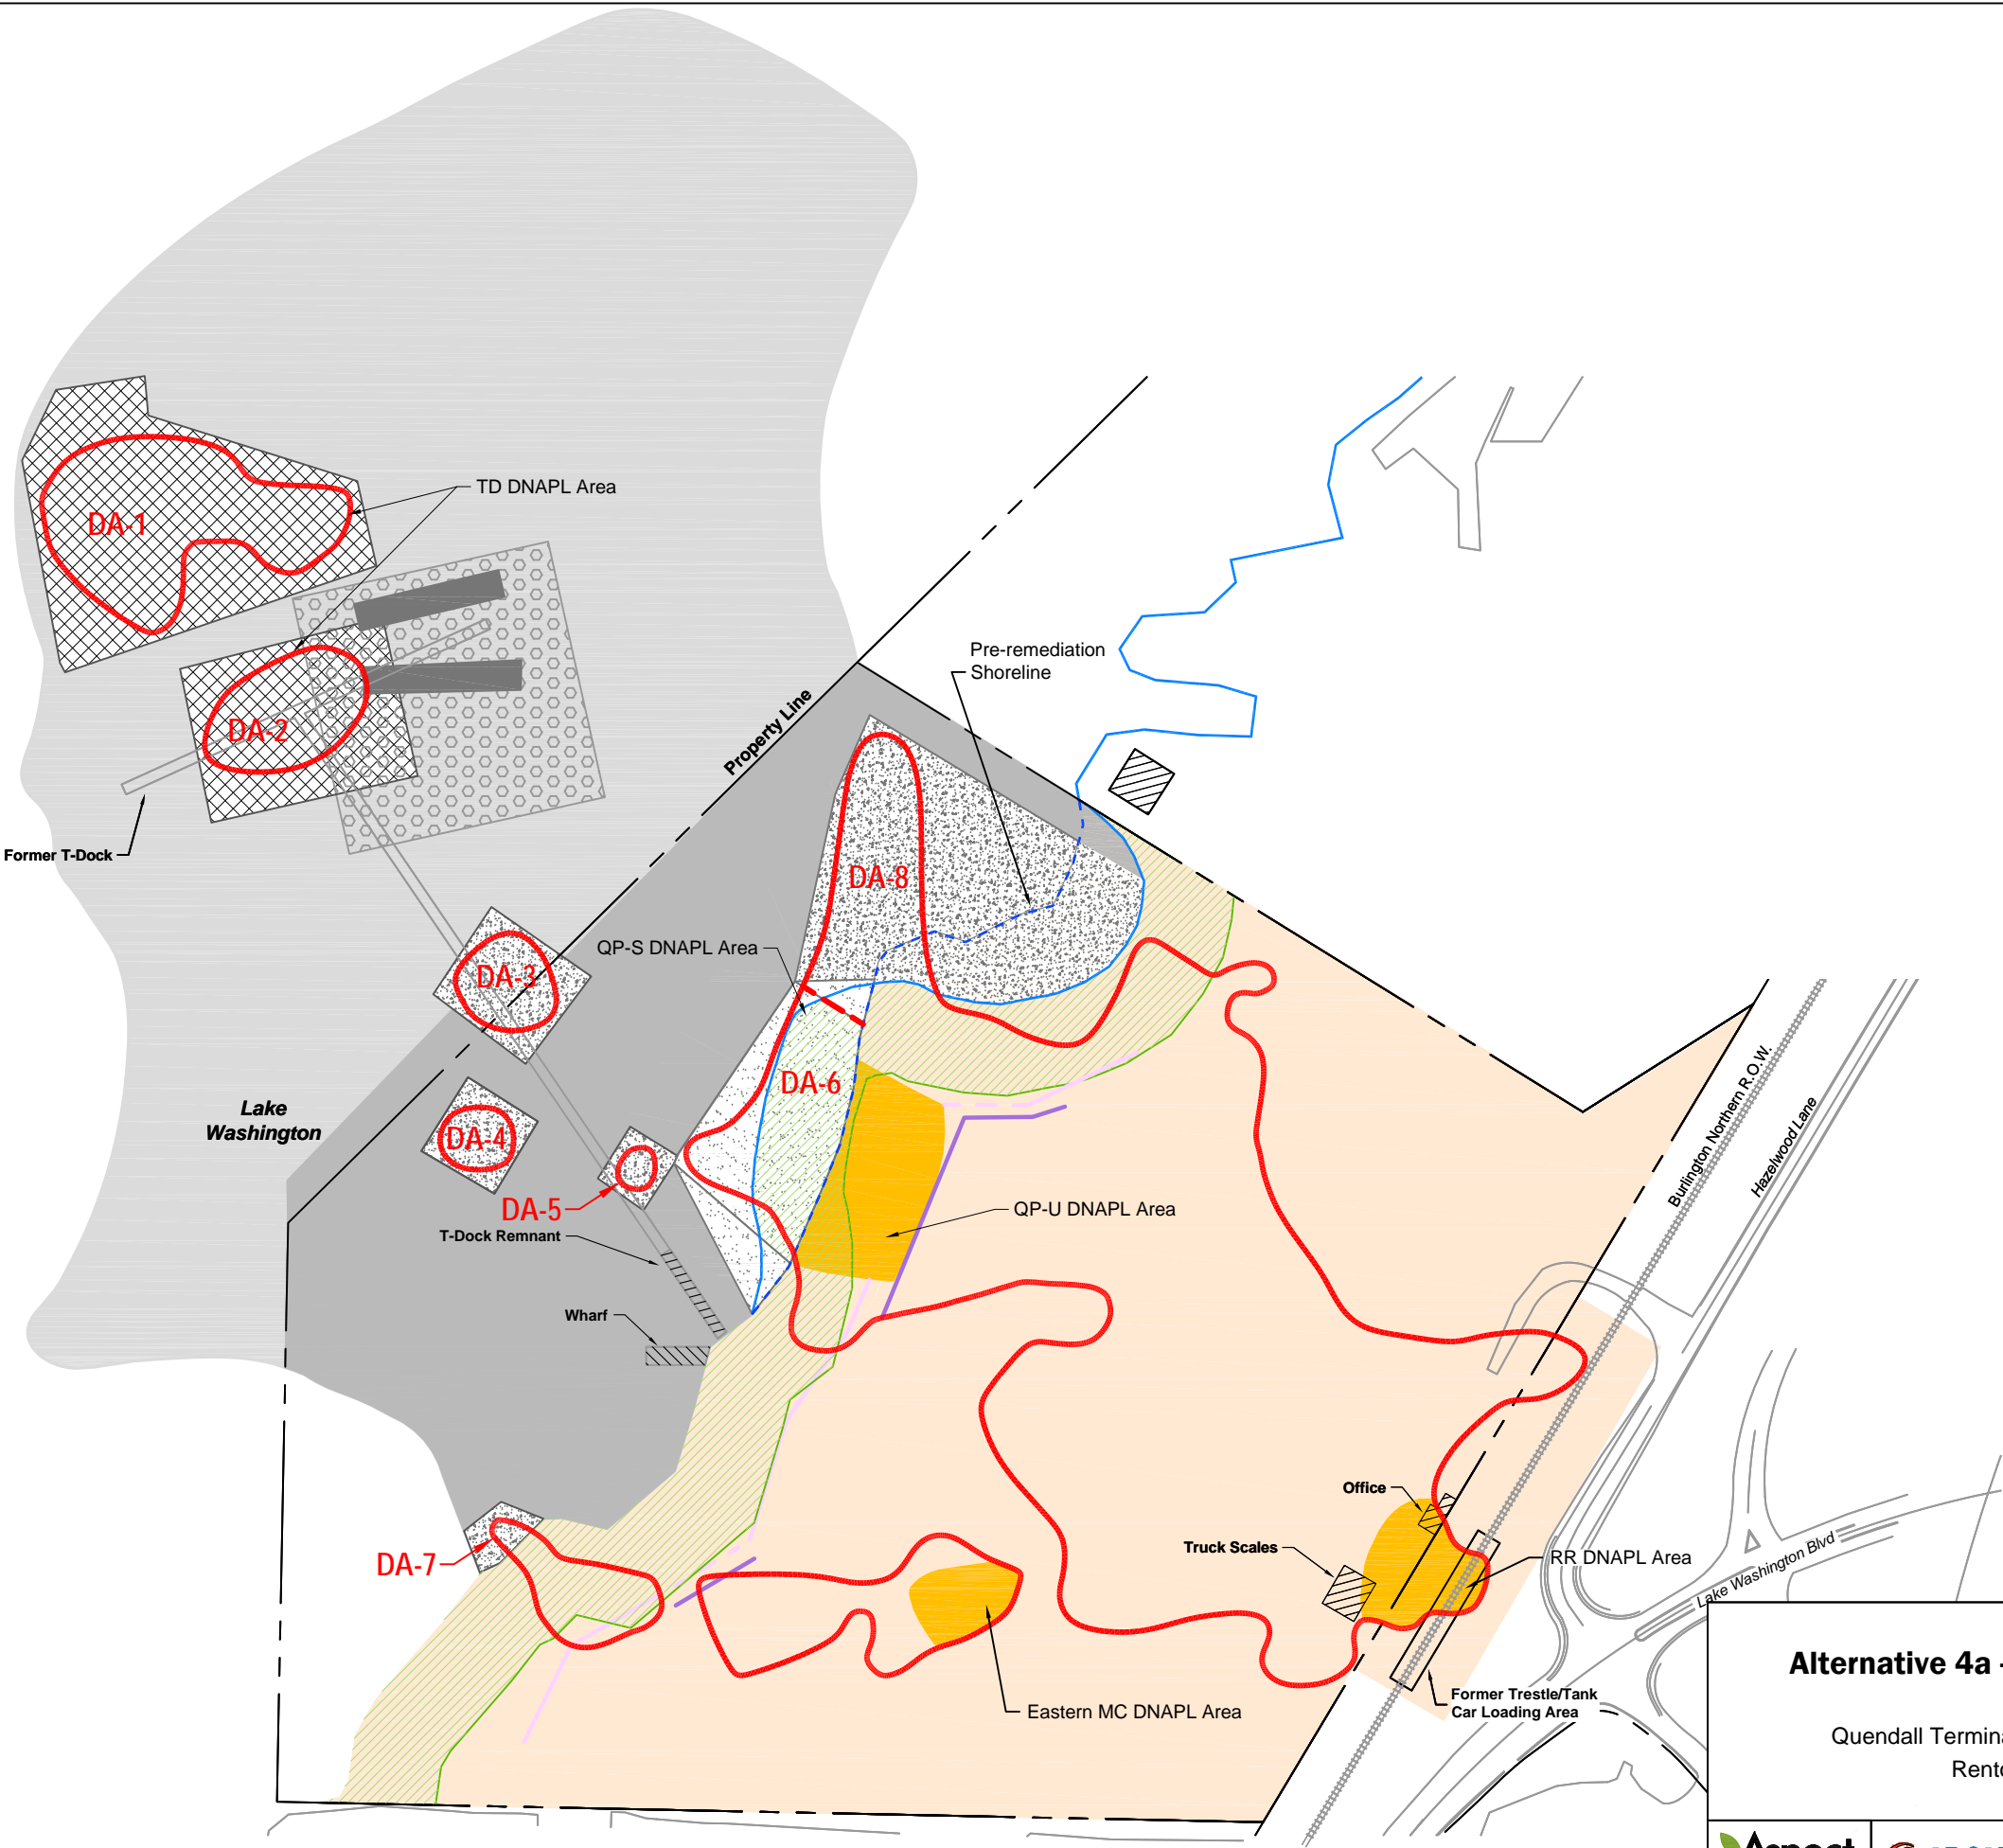 TD DNAPL Area
DA-1
DA-2
Former T-Dock
Property Line
Pre-remediation
Shoreline
DA-8
QP-S DNAPL Area
DA-3
DA-6
Lake
Washington
DA-4
DA-5
T-Dock Remnant
QP-U DNAPL Area
Wharf
Burlington Northern R.O.W.
Hazelwood Lane
Office
Truck Scales
RR DNAPL Area
Lake Washington Blvd
DA-7
Eastern MC DNAPL Area
Former Trestle/Tank
Car Loading Area
Alternative 4a
Quendall